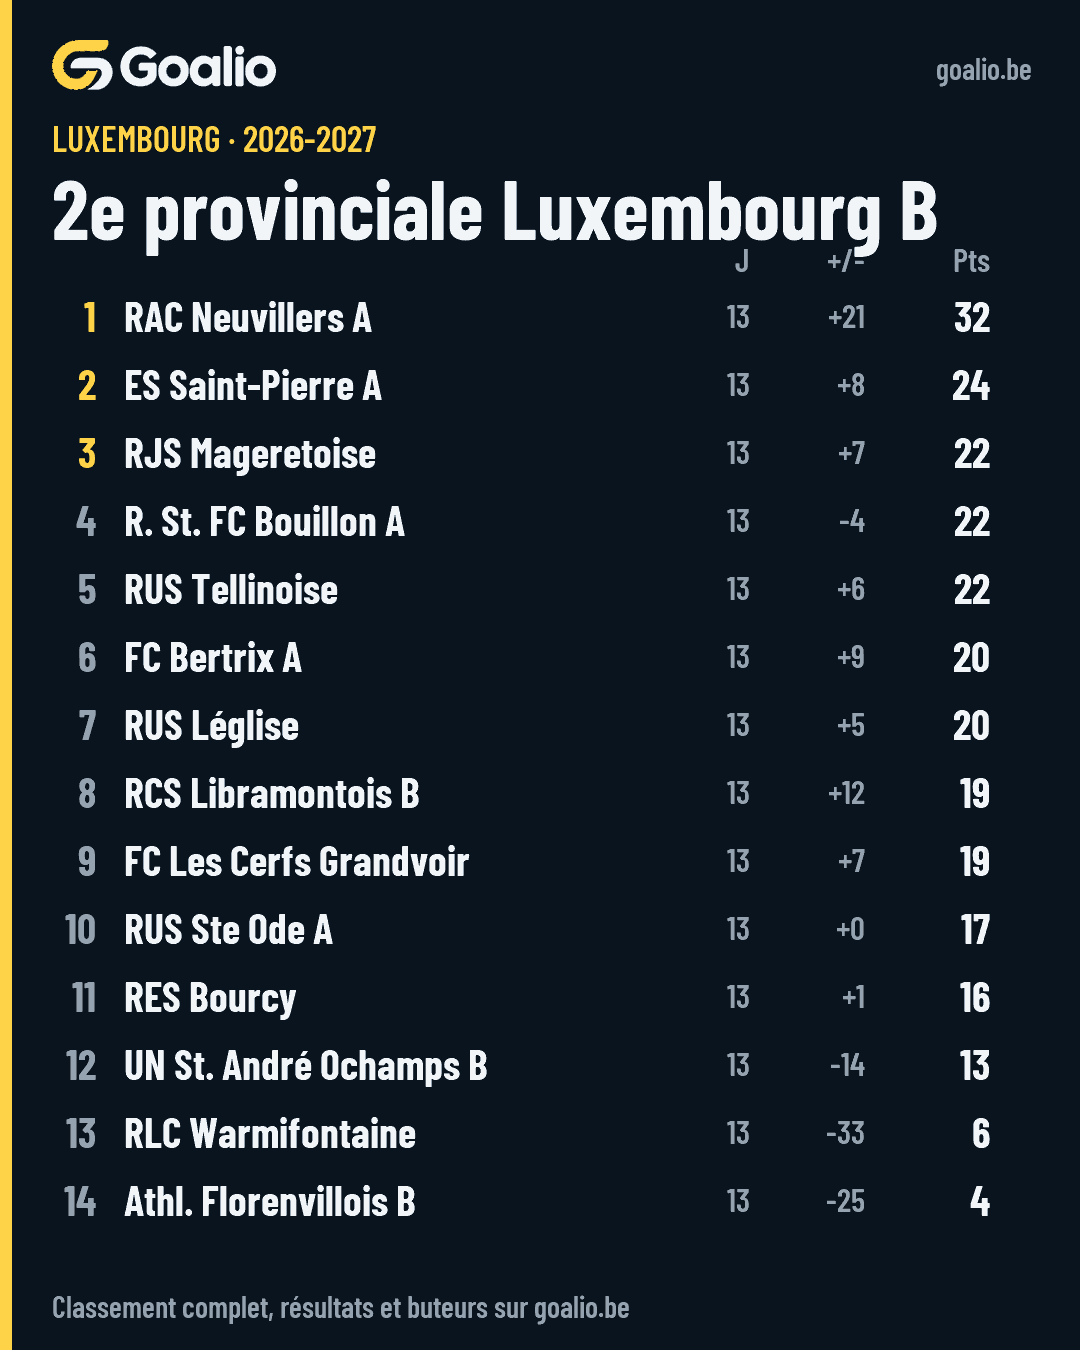 Goalio
goalio.be
LUXEMBOURG · 2026-2027
2e provinciale Luxembourg B
J +/- Pts
1 RAC Neuvillers A 13 +21 32
2 ES Saint-Pierre A 13 +8 24
3 RJS Mageretoise 13 +7 22
4 R. St. FC Bouillon A 13 -4 22
5 RUS Tellinoise 13 +6 22
6 FC Bertrix A 13 +9 20
7 RUS Léglise 13 +5 20
8 RCS Libramontois B 13 +12 19
9 FC Les Cerfs Grandvoir 13 +7 19
10 RUS Ste Ode A 13 +0 17
11 RES Bourcy 13 +1 16
12 UN St. André Ochamps B 13 -14 13
13 RLC Warmifontaine 13 -33 6
14 Athl. Florenvillois B 13 -25 4
Classement complet, résultats et buteurs sur goalio.be